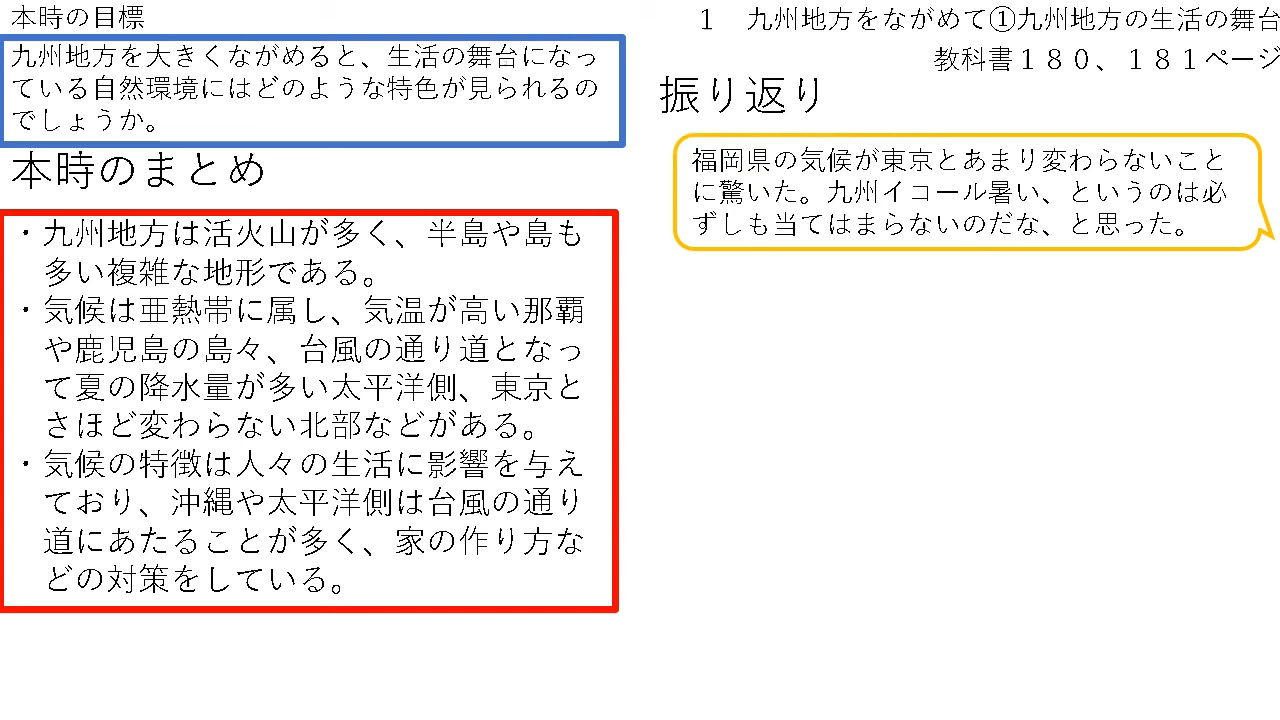 本時の目標
九州地方を大きくながめると、生活の舞台になっ
ている自然環境にはどのような特色が見られるの
でしょうか。
本時のまとめ
・九州地方は活火山が多く、半島や島も
多い複雑な地形である。
・気候は亜熱帯に属し、気温が高い那覇
や鹿児島の島々、台風の通り道となっ
て夏の降水量が多い太平洋側、東京と
さほど変わらない北部などがある。
・気候の特徴は人々の生活に影響を与え
ており、沖縄や太平洋側は台風の通り
道にあたることが多く、家の作り方な
どの対策をしている。
１　九州地方をながめて①九州地方の生活の舞台
教科書１８０、１８１ページ
振り返り
福岡県の気候が東京とあまり変わらないこと
に驚いた。九州イコール暑い、というのは必
ずしも当てはまらないのだな、と思った。